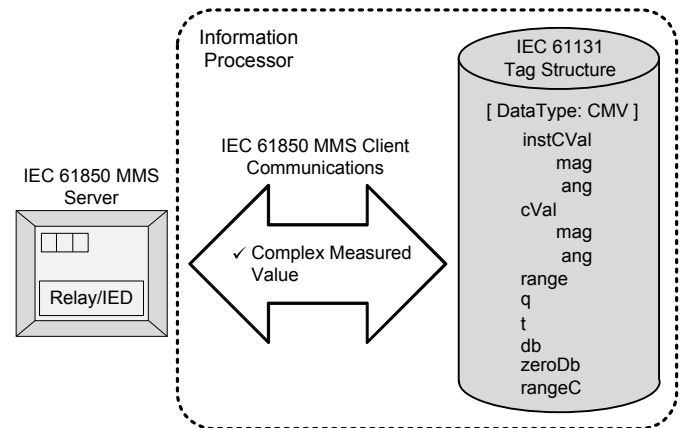 Information
Processor
IEC 61131
Tag Structure
[ DataType: CMV ]
instCVal
mag
ang
cVal
mag
ang
range
q
t
db
zeroDb
rangeC
IEC 61850 MMS Client
Communications
✓ Complex Measured
Value
IEC 61850 MMS
Server
Relay/IED